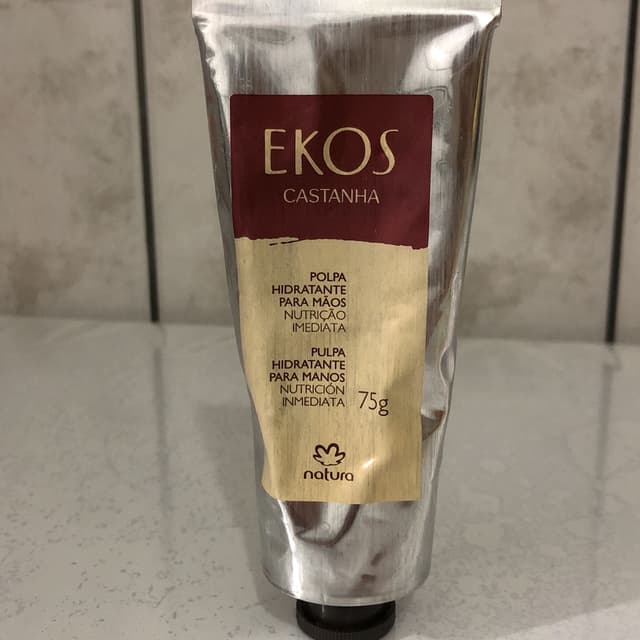 EKOS
CASTANHA
POLPA
HIDRATANTE
PARA MÃOS
NUTRIÇÃO
IMEDIATA
PULPA
HIDRATANTE
PARA MANOS
NUTRICIÓN
INMEDIATA
75g
natura